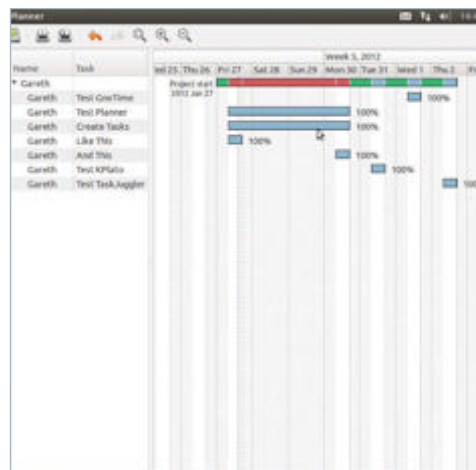 Planner
Week 5, 2012
Name Task Wed 25 Thu 26 Fri 27 Sat 28 Sun 29 Mon 30 Tue 31 Wed 1 Thu 2
Gareth
Project start
2012 Jan 27
Gareth Test GnoTime 100%
Gareth Test Planner 100%
Gareth Create Tasks 100%
Gareth Like This 100%
Gareth And This 100%
Gareth Test KPlato 100%
Gareth Test TaskJuggler 100